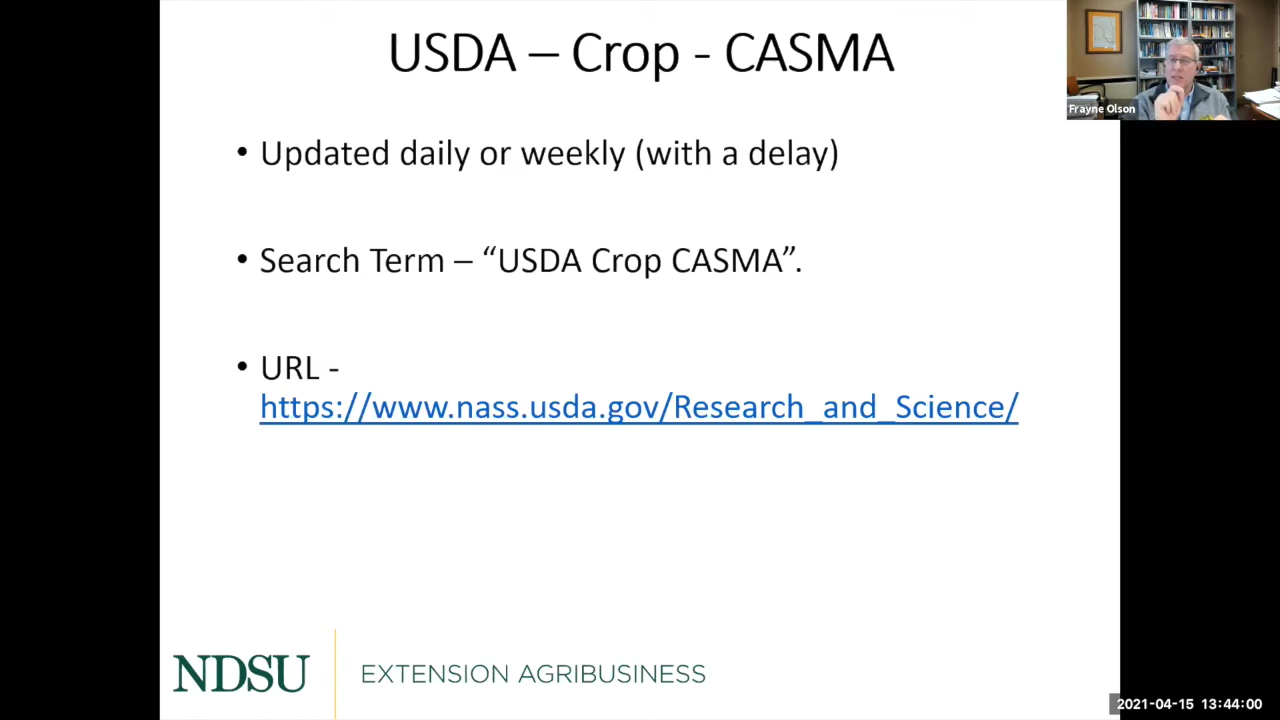 USDA – Crop - CASMA
Frayne Olson
• Updated daily or weekly (with a delay)
• Search Term – “USDA Crop CASMA”.
• URL -
https://www.nass.usda.gov/Research_and_Science/
NDSU
EXTENSION AGRIBUSINESS
2021-04-15 13:44:00